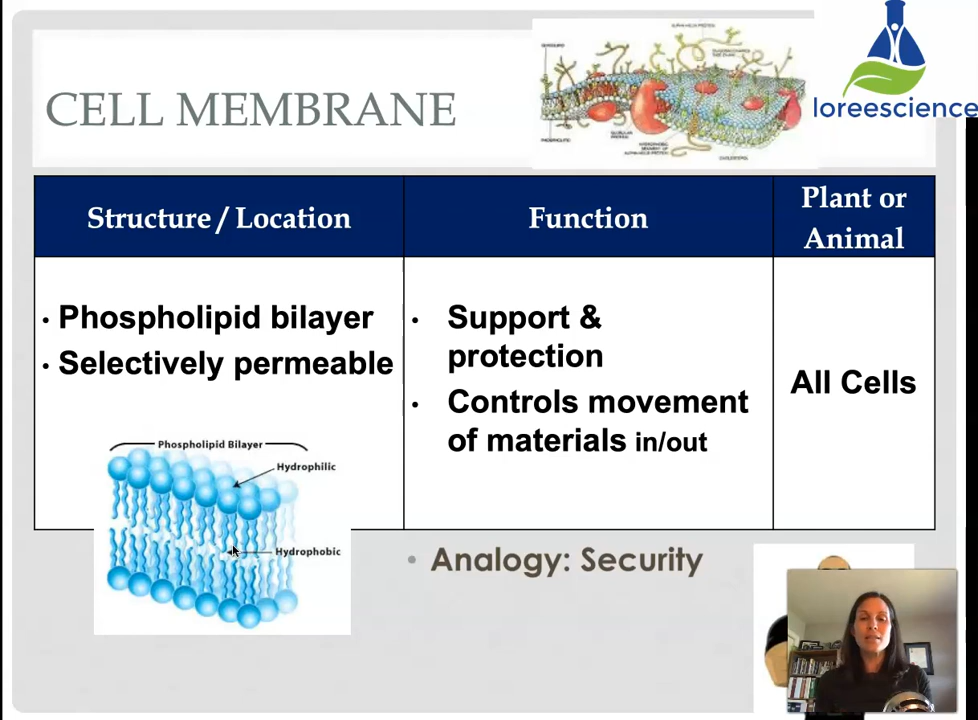 CELL MEMBRANE
loreescience
CHOLESTEROL
Structure / Location
Function
Plant or
Animal
• Phospholipid bilayer
• Selectively permeable
• Support &
protection
• Controls movement
of materials in/out
All Cells
Phospholipid Bilayer
Hydrophilic
Hydrophobic
• Analogy: Security